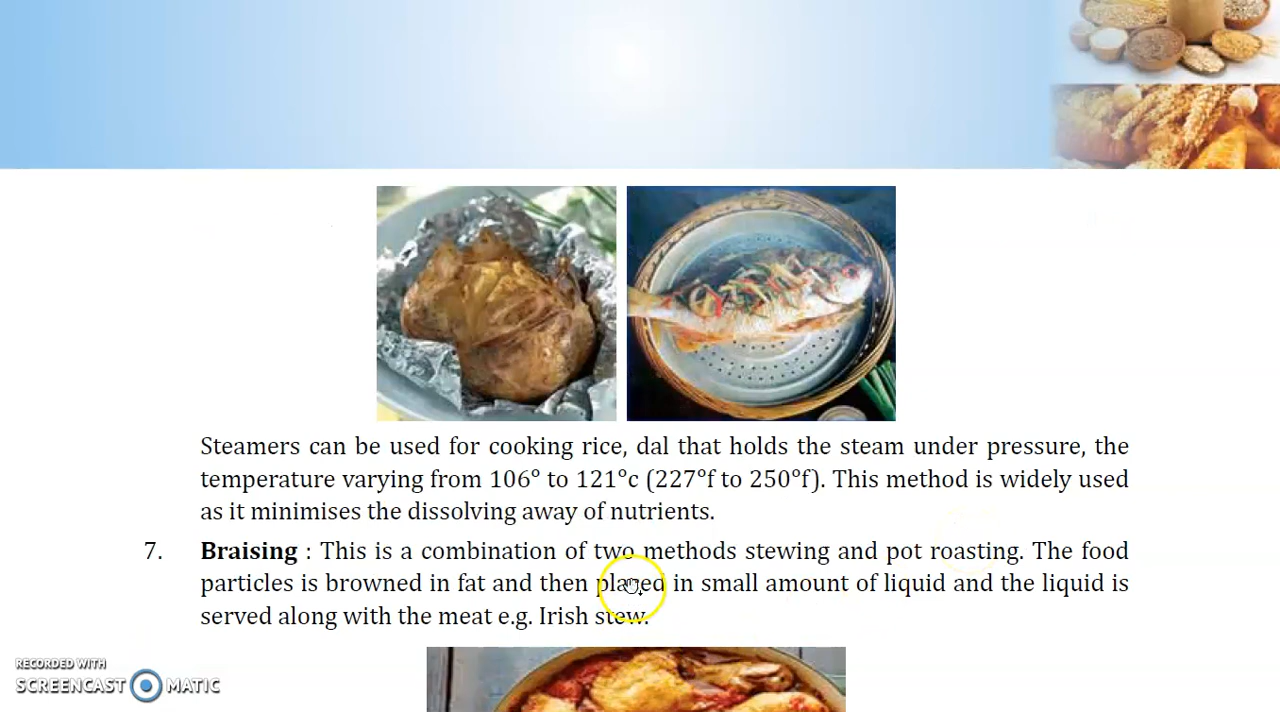 Steamers can be used for cooking rice, dal that holds the steam under pressure, the
temperature varying from 106° to 121°c (227°f to 250°f). This method is widely used
as it minimises the dissolving away of nutrients.
7. Braising : This is a combination of two methods stewing and pot roasting. The food
particles is browned in fat and then placed in small amount of liquid and the liquid is
served along with the meat e.g. Irish stew.
RECORDED WITH
SCREENCAST MATIC